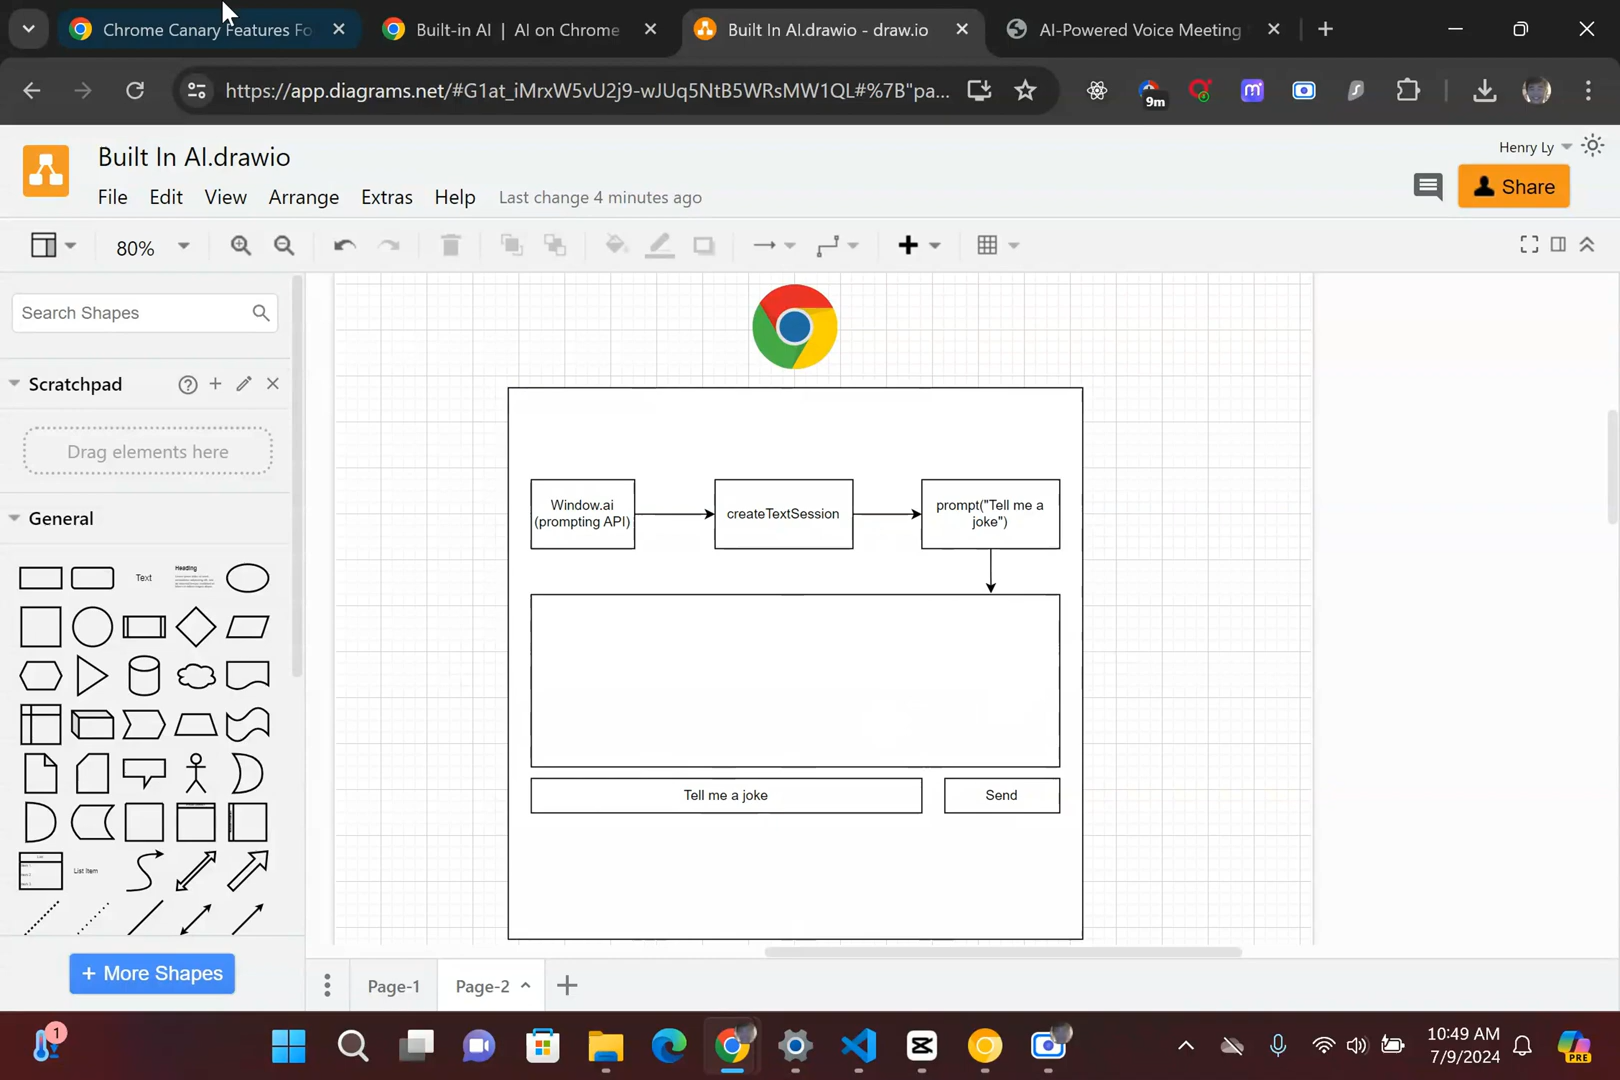 Chrome Canary Features Fo
Built-in AI | AI on Chrome
Built In AI.drawio - draw.io
AI-Powered Voice Meeting
https://app.diagrams.net/#G1at_iMrxW5vU2j9-wJUq5NtB5WRsMW1QL#%7B"pa...
9m
Built In AI.drawio
Henry Ly
File Edit View Arrange Extras Help Last change 4 minutes ago
Share
80%
Search Shapes
Scratchpad
Drag elements here
General
Text
Heading
List Item
+ More Shapes
Window.ai
(prompting API)
createTextSession
prompt("Tell me a
joke")
Tell me a joke
Send
Page-1
Page-2
1
10:49 AM
7/9/2024
PRE